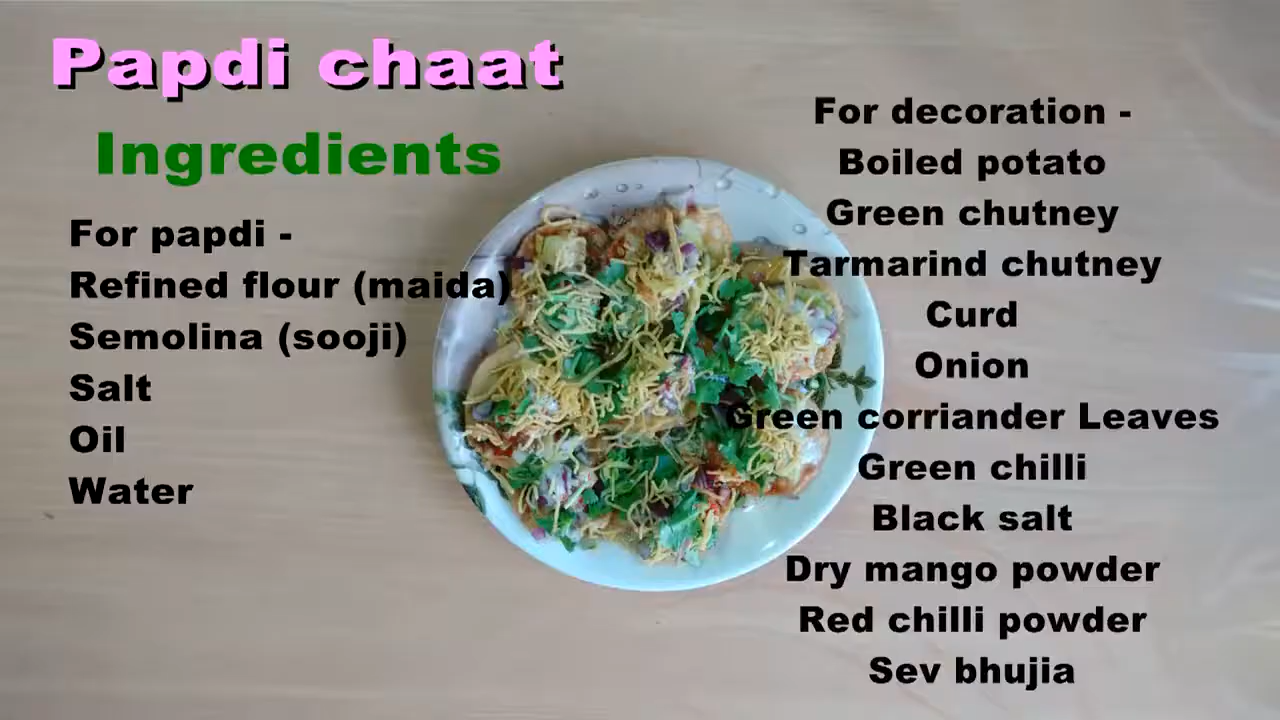 Papdi chaat
Ingredients
For papdi -
Refined flour (maida)
Semolina (sooji)
Salt
Oil
Water
For decoration -
Boiled potato
Green chutney
Tarmarind chutney
Curd
Onion
Green corriander Leaves
Green chilli
Black salt
Dry mango powder
Red chilli powder
Sev bhujia